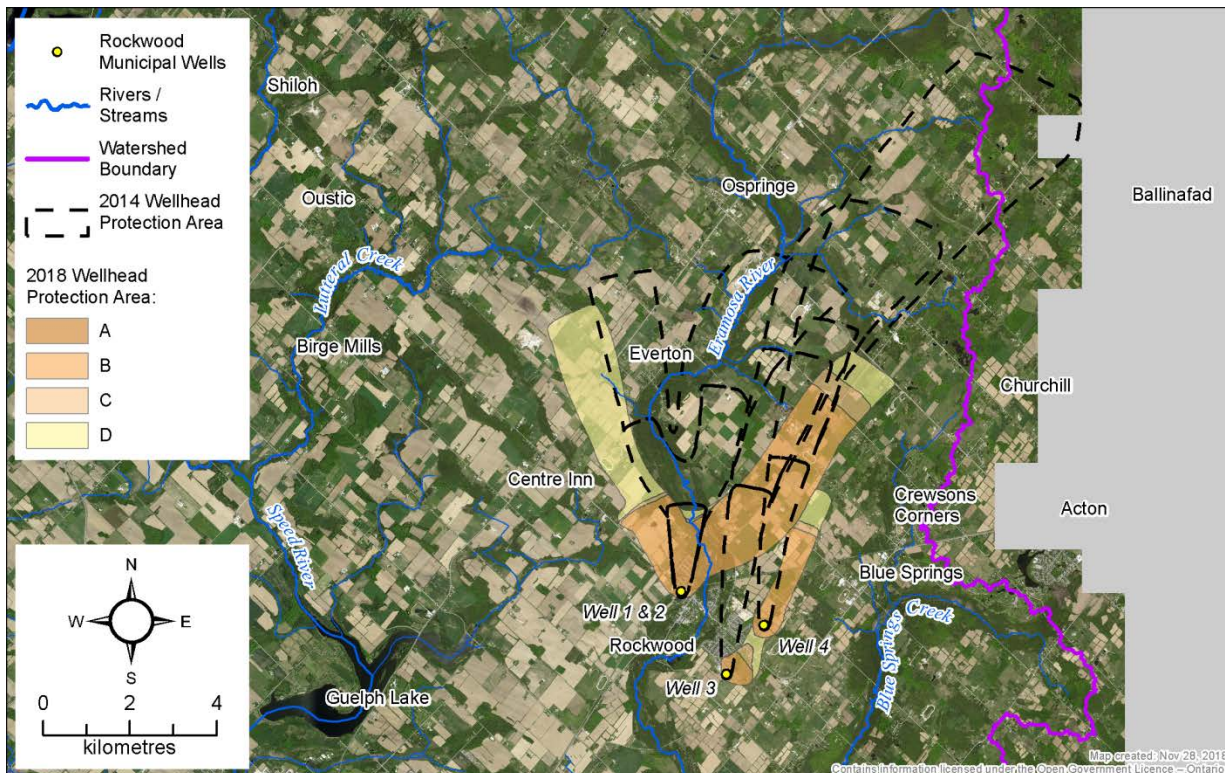 Rockwood
Municipal Wells
Rivers /
Streams
Watershed
Boundary
2014 Wellhead
Protection Area
2018 Wellhead
Protection Area:
A
B
C
D
Shiloh
Oustic
Ospringe
Ballinafad
Lutteral Creek
Eramosa River
Birge Mills
Everton
Churchill
Centre Inn
Crewsons
Corners
Acton
Speed River
Blue Springs
Well 1 & 2
Blue Springs Creek
Rockwood
Well 4
Well 3
Guelph Lake
N
W
E
S
0 2 4
kilometres
Map created: Nov 28, 2018
Contains information licensed under the Open Government Licence – Ontario